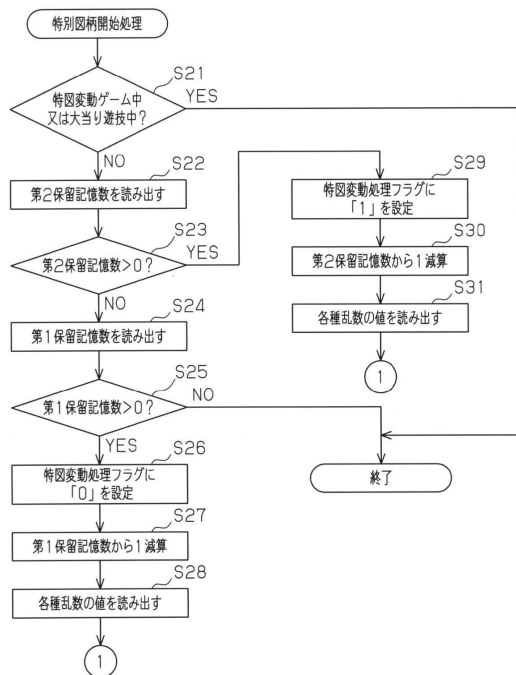 特別図柄開始処理
S21
特図変動ゲーム中
又は大当り遊技中?
YES
NO
S22
第2保留記憶数を読み出す
S23
第2保留記憶数>0?
YES
NO
S24
第1保留記憶数を読み出す
S25
第1保留記憶数>0?
NO
YES
S26
特図変動処理フラグに
「0」を設定
S27
第1保留記憶数から1減算
S28
各種乱数の値を読み出す
1
S29
特図変動処理フラグに
「1」を設定
S30
第2保留記憶数から1減算
S31
各種乱数の値を読み出す
1
終了